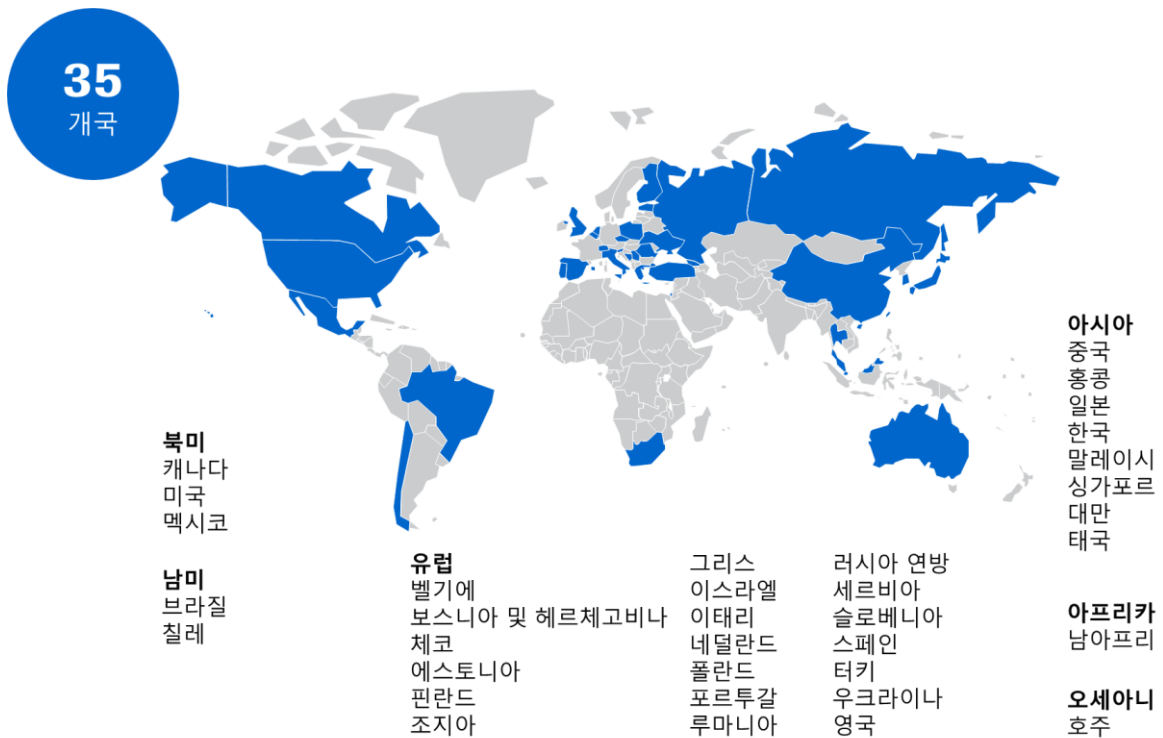 35
개국
북미
캐나다
미국
멕시코
남미
브라질
칠레
유럽
벨기에
보스니아 및 헤르체고비나
체코
에스토니아
핀란드
조지아
그리스
이스라엘
이태리
네덜란드
폴란드
포르투갈
루마니아
러시아 연방
세르비아
슬로베니아
스페인
터키
우크라이나
영국
아시아
중국
홍콩
일본
한국
말레이시
싱가포르
대만
태국
아프리카
남아프리
오세아니
호주